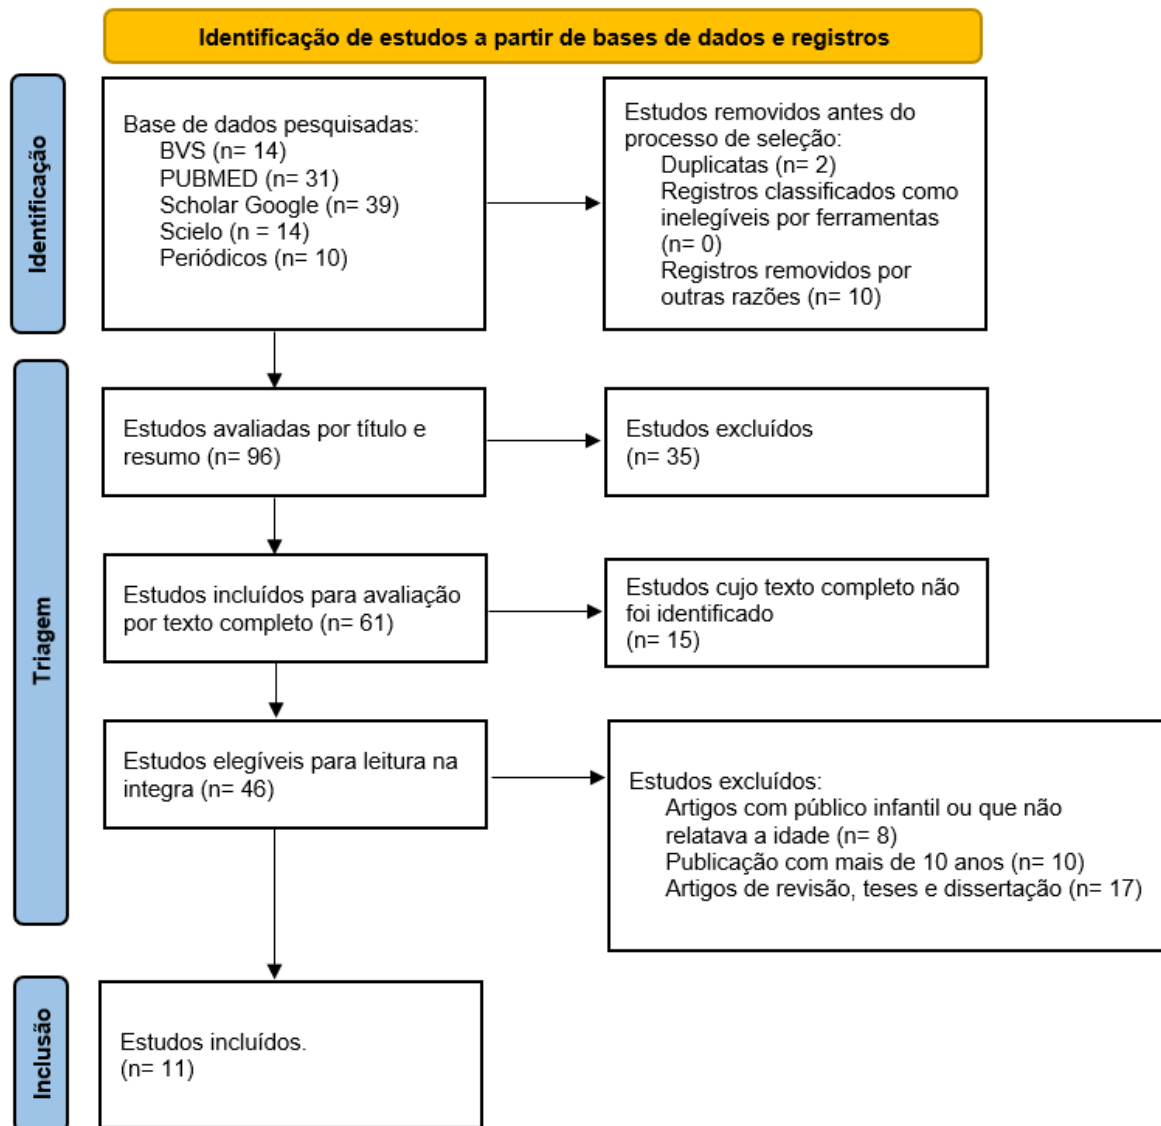 Identificação de estudos a partir de bases de dados e registros
Identificação
Base de dados pesquisadas:
BVS (n= 14)
PUBMED (n= 31)
Scholar Google (n= 39)
Scielo (n = 14)
Periódicos (n= 10)
Estudos removidos antes do
processo de seleção:
Duplicatas (n= 2)
Registros classificados como
inelegíveis por ferramentas
(n= 0)
Registros removidos por
outras razões (n= 10)
Triagem
Estudos avaliadas por título e
resumo (n= 96)
Estudos excluídos
(n= 35)
Estudos incluídos para avaliação
por texto completo (n= 61)
Estudos cujo texto completo não
foi identificado
(n= 15)
Estudos elegíveis para leitura na
integra (n= 46)
Estudos excluídos:
Artigos com público infantil ou que não
relatava a idade (n= 8)
Publicação com mais de 10 anos (n= 10)
Artigos de revisão, teses e dissertação (n= 17)
Inclusão
Estudos incluídos.
(n= 11)